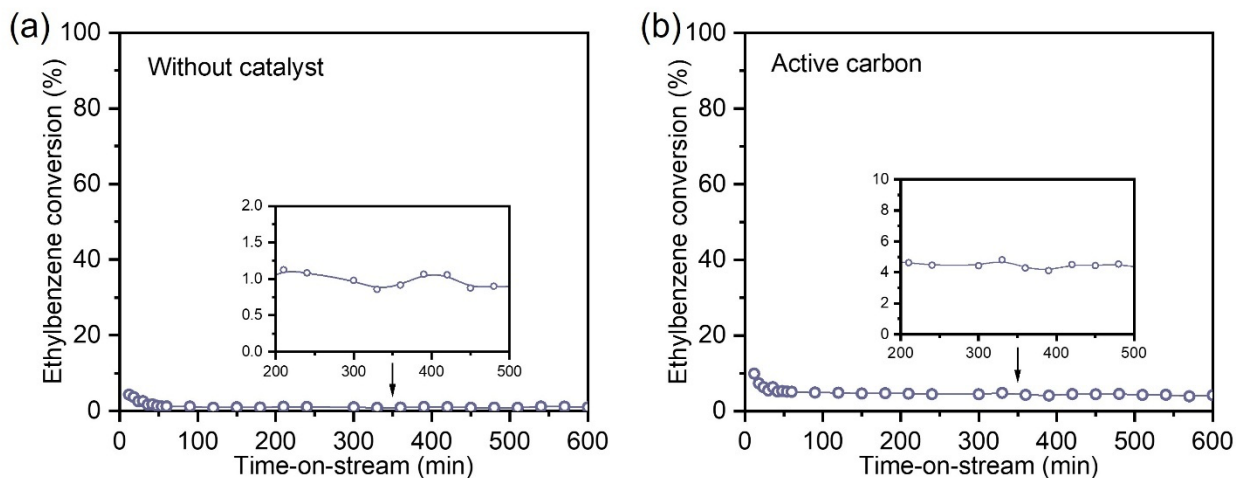 (a)
Ethylbenzene conversion (%)
100
80
60
40
20
0
Without catalyst
2.0
1.5
1.0
0.5
0.0
200 300 400 500
0 100 200 300 400 500 600
Time-on-stream (min)
(b)
Ethylbenzene conversion (%)
100
80
60
40
20
0
Active carbon
10
8
6
4
2
0
200 300 400 500
0 100 200 300 400 500 600
Time-on-stream (min)